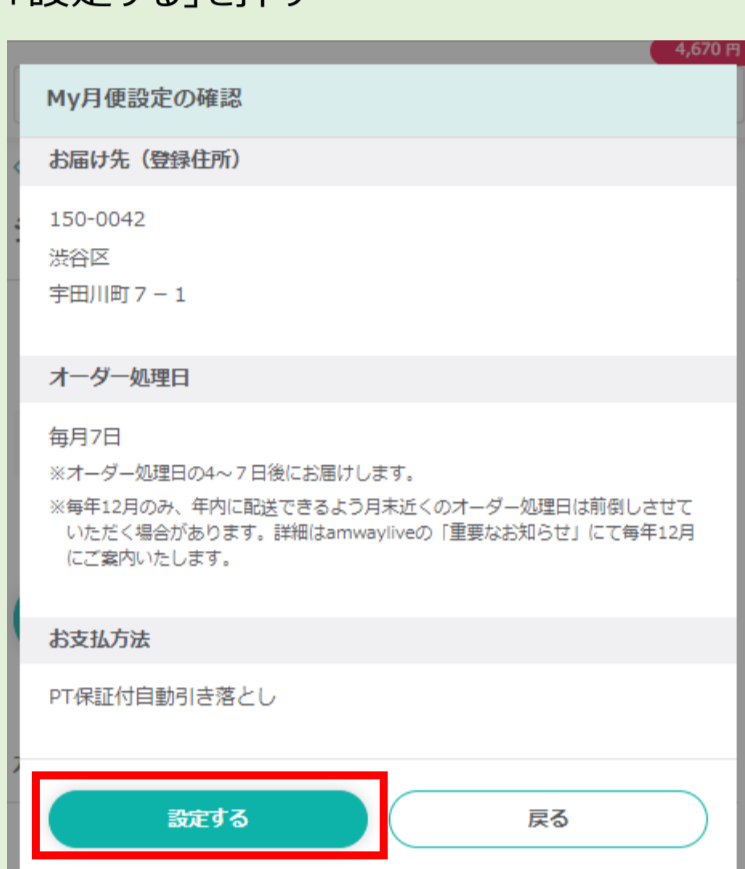 「設定する」を押す
4,670 円
My月便設定の確認
お届け先（登録住所）
150-0042
渋谷区
宇田川町７－１
オーダー処理日
毎月7日
※オーダー処理日の4～７日後にお届けします。
※毎年12月のみ、年内に配送できるよう月末近くのオーダー処理日は前倒しさせて
いただく場合があります。詳細はamwayliveの「重要なお知らせ」にて毎年12月
にご案内いたします。
お支払方法
PT保証付自動引き落とし
設定する
戻る